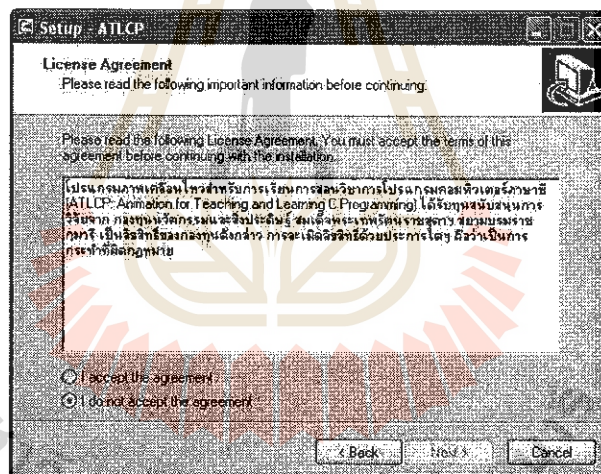 Setup - ATLCP
License Agreement
Please read the following important information before continuing.
Please read the following License Agreement. You must accept the terms of this
agreement before continuing with the installation.
โปรแกรมภาพเคลื่อนไหวสำหรับการเรียนการสอนวิชาการโปรแกรมคอมพิวเตอร์ภาษาซี
(ATLCP: Animation for Teaching and Learning C Programming) ได้รับทุนสนับสนุนการ
วิจัยจาก กองทุนนวัตกรรมและสิ่งประดิษฐ์ สมเด็จพระเทพรัตนราชสุดาฯ สยามบรมราช
กุมารี เป็นลิขสิทธิ์ของกองทุนดังกล่าว การละเมิดลิขสิทธิ์ด้วยประการใดๆ ถือว่าเป็นการ
กระทำที่ผิดกฎหมาย
I accept the agreement
I do not accept the agreement
< Back
Next >
Cancel